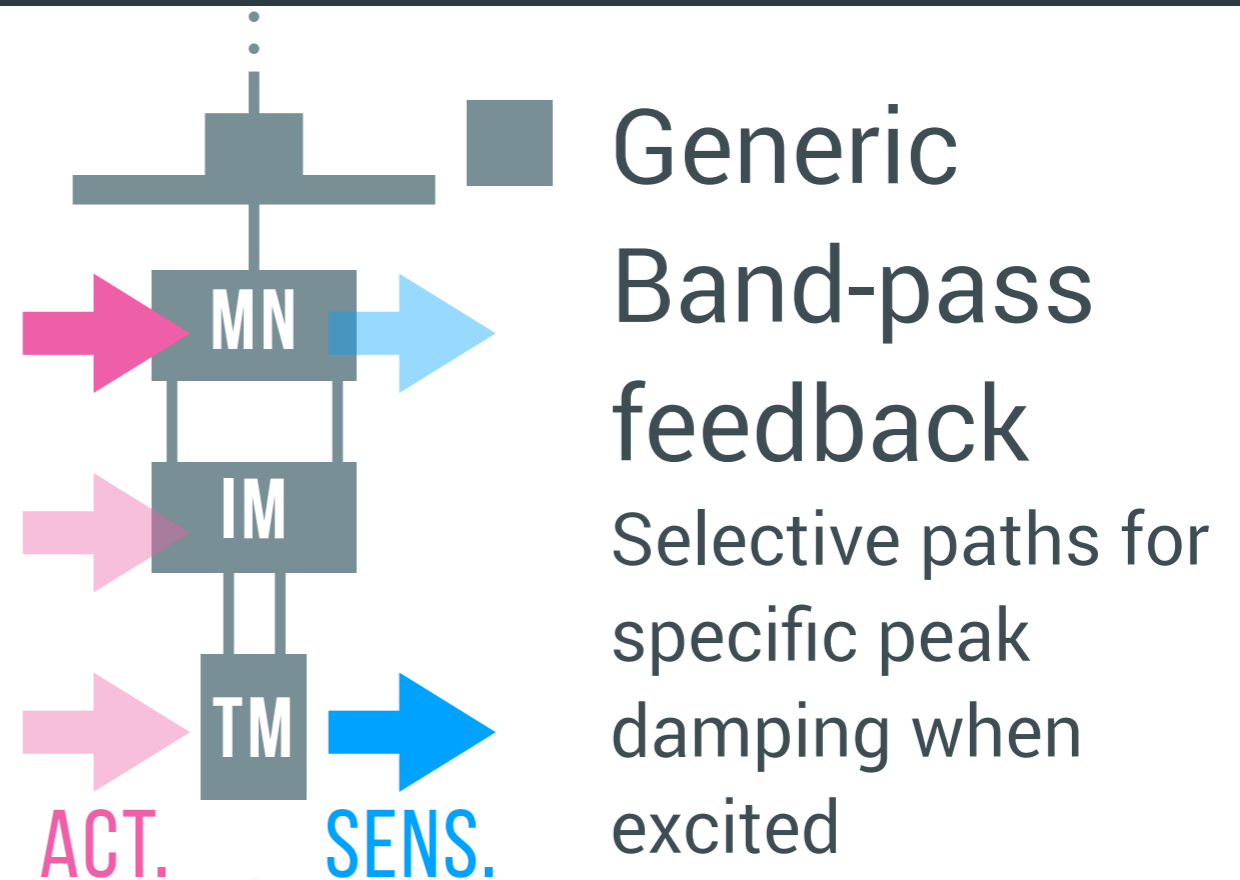 MN
IM
TM
ACT.
SENS.
Generic
Band-pass
feedback
Selective paths for
specific peak
damping when
excited